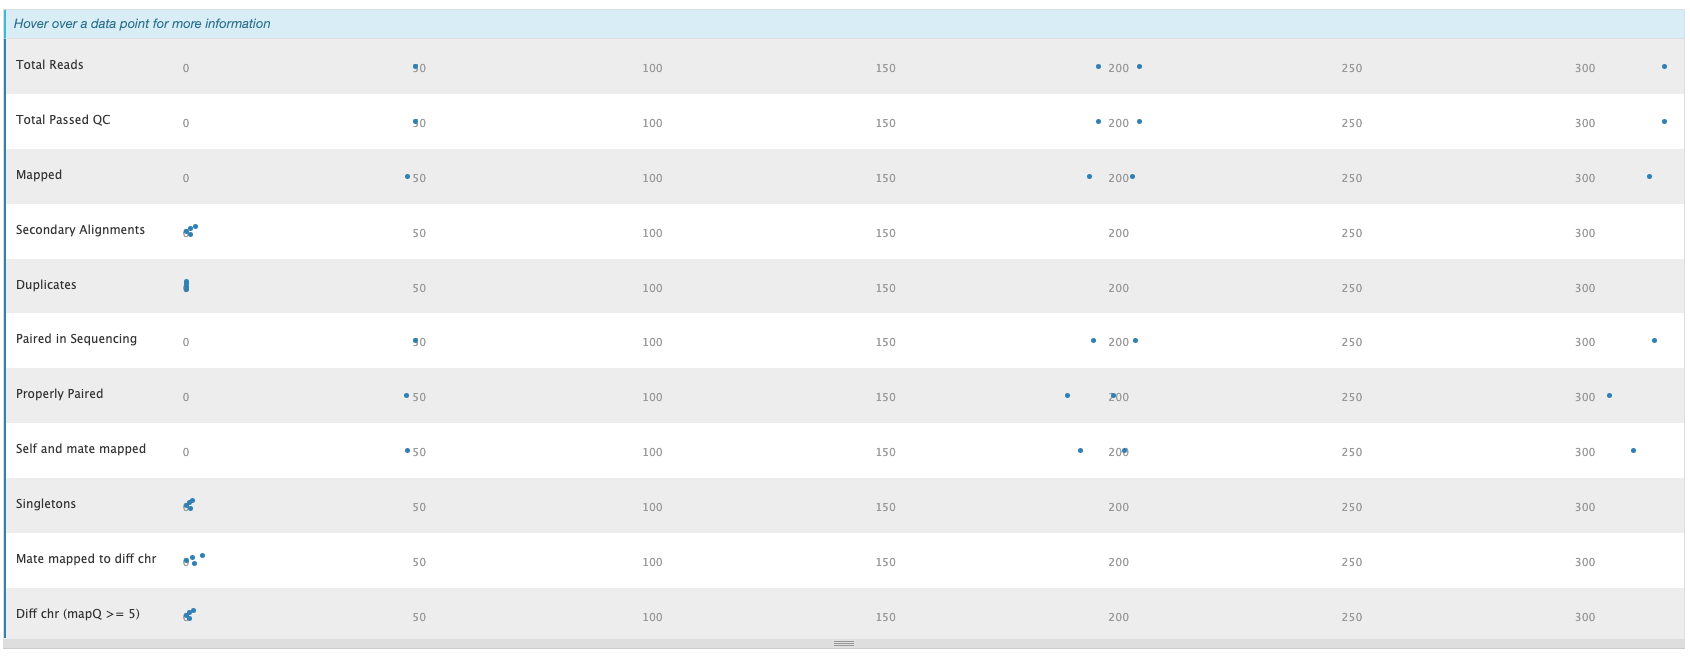 Hover over a data point for more information
Total Reads 0 50 100 150 200 250 300
Total Passed QC 0 50 100 150 200 250 300
Mapped 0 50 100 150 200 250 300
Secondary Alignments 0 50 100 150 200 250 300
Duplicates 0 50 100 150 200 250 300
Paired in Sequencing 0 50 100 150 200 250 300
Properly Paired 0 50 100 150 200 250 300
Self and mate mapped 0 50 100 150 200 250 300
Singletons 0 50 100 150 200 250 300
Mate mapped to diff chr 0 50 100 150 200 250 300
Diff chr (mapQ >= 5) 0 50 100 150 200 250 300